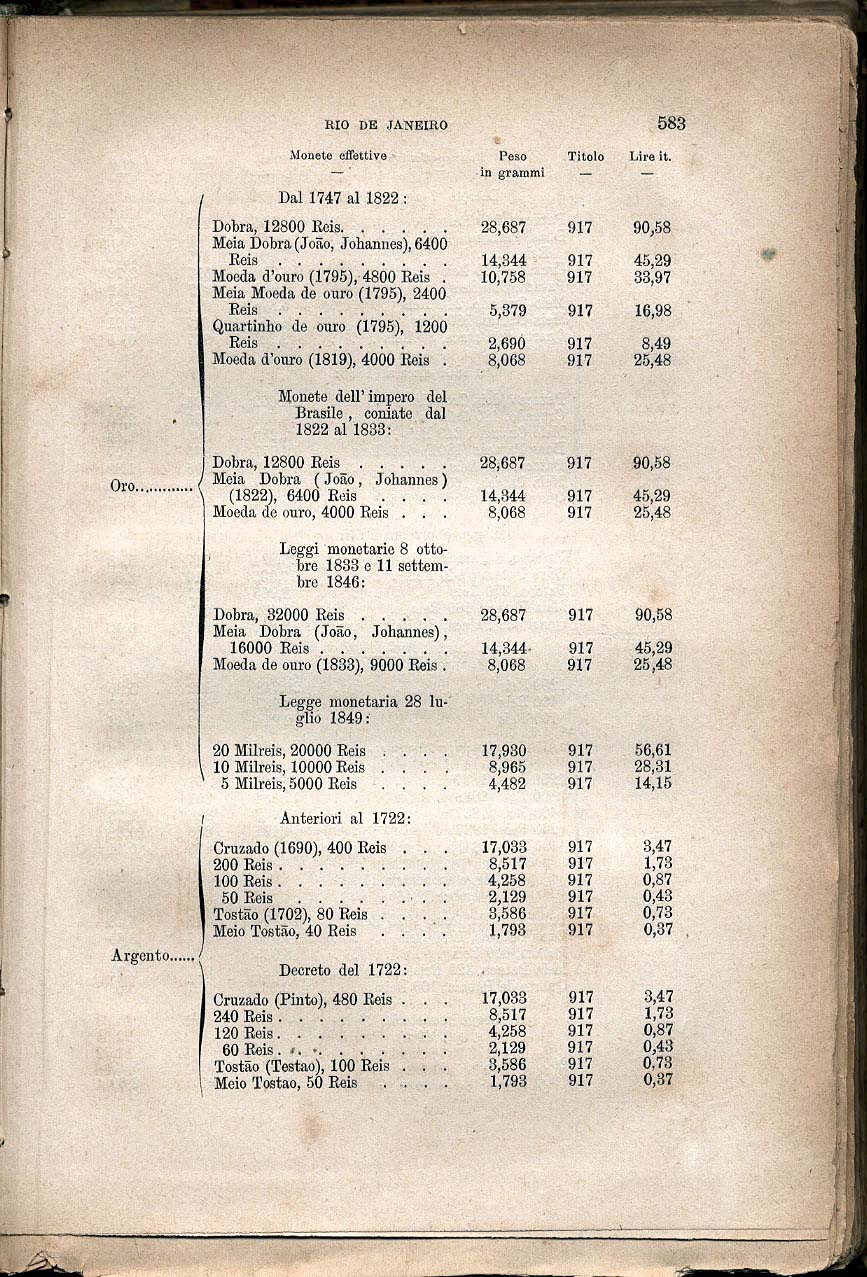 RIO DE JANEIRO 583
Monete effettive Peso Titolo Lire it.
— in grammi — —
Dal 1747 al 1822 :
Dobra, 12800 Reis. . . . . . 28,687 917 90,58
Meia Dobra (João, Johannes), 6400
Reis . . . . . . . . . 14,344 917 45,29
Moeda d'ouro (1795), 4800 Reis . 10,758 917 33,97
Meia Moeda de ouro (1795), 2400
Reis . . . . . . . . . 5,379 917 16,98
Quartinho de ouro (1795), 1200
Reis . . . . . . . . . 2,690 917 8,49
Moeda d'ouro (1819), 4000 Reis . 8,068 917 25,48
Monete dell' impero del
Brasile , coniate dal
1822 al 1833:
Dobra, 12800 Reis . . . . . 28,687 917 90,58
Oro............
Meia Dobra ( João , Johannes )
(1822), 6400 Reis . . . . 14,344 917 45,29
Moeda de ouro, 4000 Reis . . . 8,068 917 25,48
Leggi monetarie 8 otto-
bre 1833 e 11 settem-
bre 1846:
Dobra, 32000 Reis . . . . . 28,687 917 90,58
Meia Dobra (João, Johannes),
16000 Reis . . . . . . . 14,344 917 45,29
Moeda de ouro (1833), 9000 Reis . 8,068 917 25,48
Legge monetaria 28 lu-
glio 1849:
20 Milreis, 20000 Reis . . . . 17,930 917 56,61
10 Milreis, 10000 Reis . . . . 8,965 917 28,31
5 Milreis, 5000 Reis . . . . 4,482 917 14,15
Anteriori al 1722:
Cruzado (1690), 400 Reis . . . 17,033 917 3,47
200 Reis . . . . . . . . . 8,517 917 1,73
100 Reis . . . . . . . . . 4,258 917 0,87
50 Reis . . . . . . . . 2,129 917 0,43
Tostão (1702), 80 Reis . . . . 3,586 917 0,73
Meio Tostão, 40 Reis . . . . 1,793 917 0,37
Argento......
Decreto del 1722:
Cruzado (Pinto), 480 Reis . . . 17,033 917 3,47
240 Reis . . . . . . . . . 8,517 917 1,73
120 Reis . . . . . . . . . 4,258 917 0,87
60 Reis . . . . . . . . . 2,129 917 0,43
Tostão (Testao), 100 Reis . . . 3,586 917 0,73
Meio Tostao, 50 Reis . . . . 1,793 917 0,37